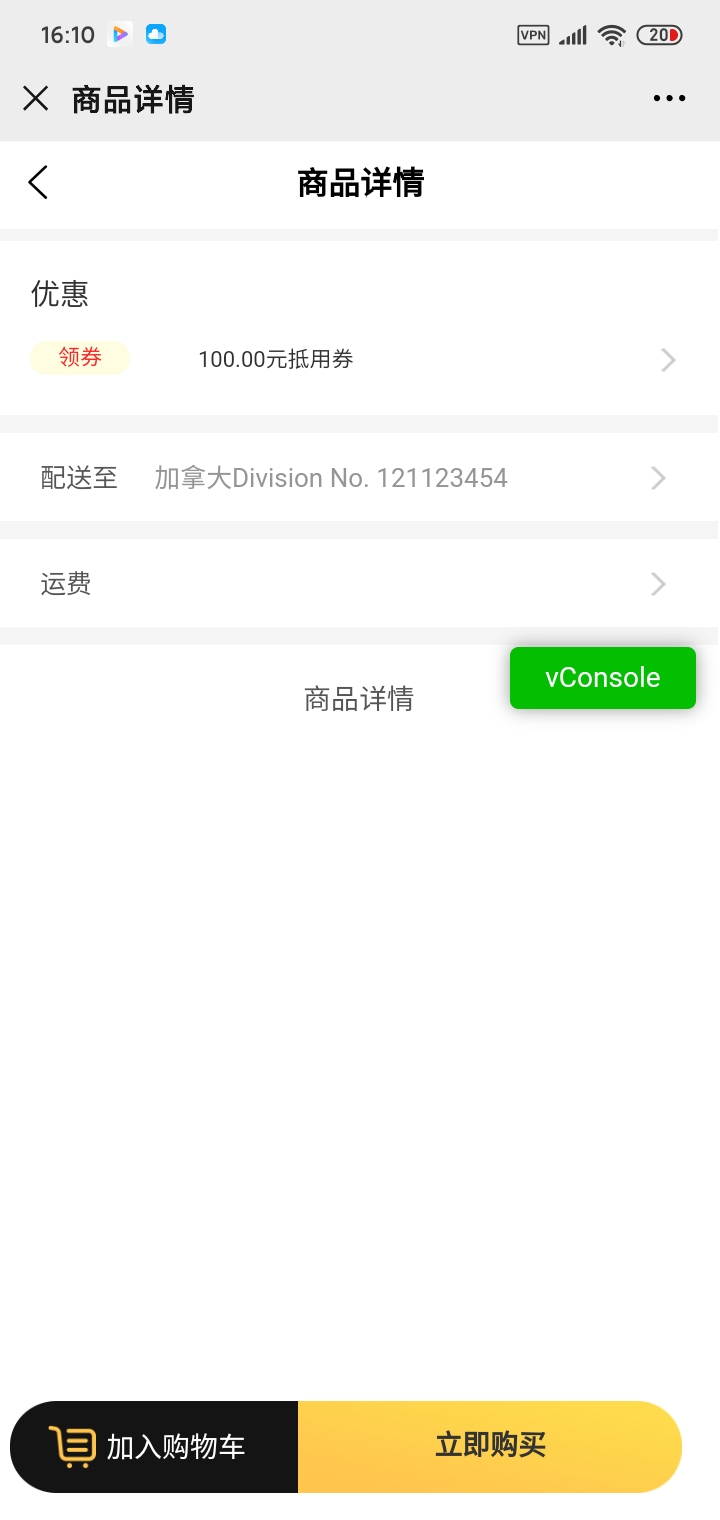 16:10
VPN
20
商品详情
商品详情
优惠
领券 100.00元抵用券
配送至 加拿大Division No. 121123454
运费
vConsole
商品详情
加入购物车 立即购买